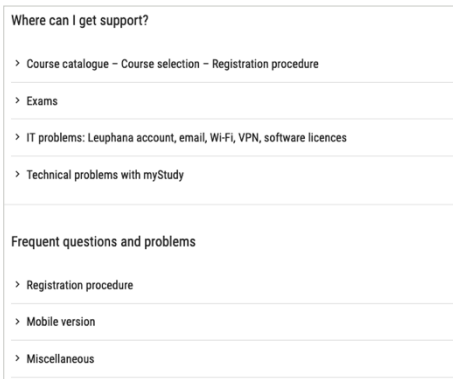 Where can I get support?
Course catalogue – Course selection – Registration procedure
Exams
IT problems: Leuphana account, email, Wi-Fi, VPN, software licences
Technical problems with myStudy
Frequent questions and problems
Registration procedure
Mobile version
Miscellaneous